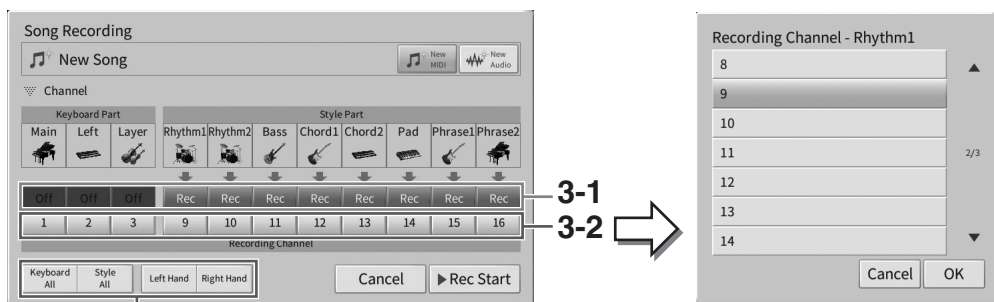 Song Recording
New Song
New MIDI
New Audio
Channel
Keyboard Part
Style Part
Main Left Layer Rhythm1 Rhythm2 Bass Chord1 Chord2 Pad Phrase1 Phrase2
Off Off Off Rec Rec Rec Rec Rec Rec Rec Rec
3-1
1 2 3 9 10 11 12 13 14 15 16
3-2
Recording Channel
Keyboard All
Style All
Left Hand Right Hand
Cancel
Rec Start
Recording Channel - Rhythm1
8
9
10
11
2/3
12
13
14
Cancel OK